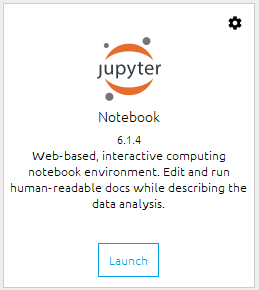 jupyter
Notebook
6.1.4
Web-based, interactive computing
notebook environment. Edit and run
human-readable docs while describing the
data analysis.
Launch